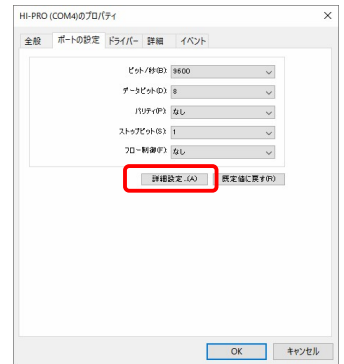 HI-PRO (COM4)のプロパティ
全般 ポートの設定 ドライバー 詳細 イベント
ビット/秒(B): 9600
データ ビット(D): 8
パリティ(P): なし
ストップ ビット(S): 1
フロー制御(F): なし
詳細設定...(A) 既定値に戻す(R)
OK キャンセル